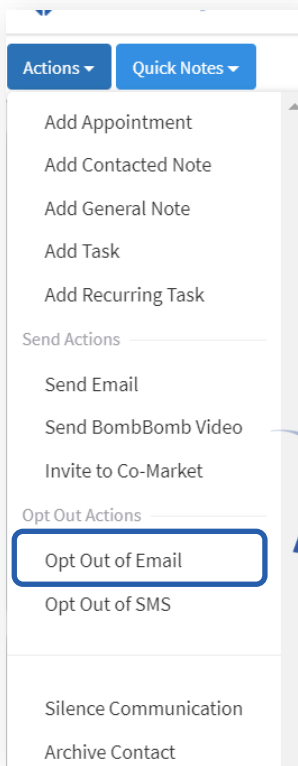 Actions
Quick Notes
Add Appointment
Add Contacted Note
Add General Note
Add Task
Add Recurring Task
Send Actions
Send Email
Send BombBomb Video
Invite to Co-Market
Opt Out Actions
Opt Out of Email
Opt Out of SMS
Silence Communication
Archive Contact